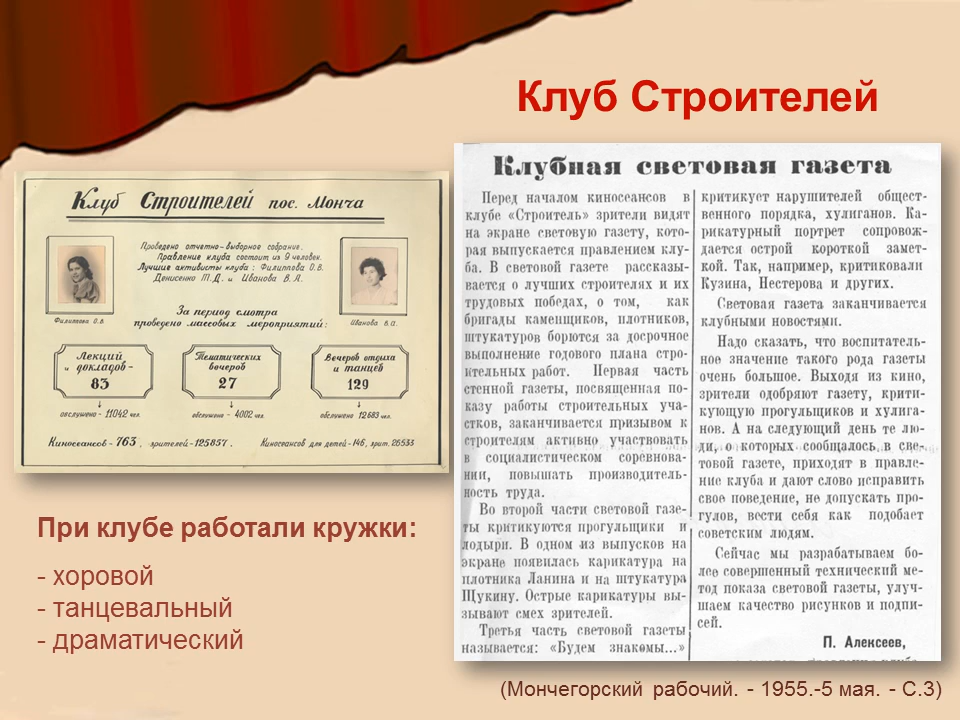 Клуб Строителей
Клуб Строителей пос. Монча
Проведено отчетно-выборное собрание.
Правление клуба состоит из 9 человек.
Лучшие активисты клуба: Филиппова О.В.
Денисенко Т.Д. и Иванова В.А.
За период смотра
проведено массовых мероприятий:
Филиппова О.В.
Иванова В.А.
Лекций
и докладов-
83
Тематических
вечеров
27
Вечеров отдыха
и танцев
129
обслушано - 11042 чел.
обслушано - 4002 чел.
обслушано 12683 чел.
Киносеансов - 763, зрителей - 125857.
Киносеансов для детей - 146, зрит. 26533
При клубе работали кружки:
- хоровой
- танцевальный
- драматический
Клубная световая газета
Перед началом киносеансов в
клубе «Строитель» зрители видят
на экране световую газету, кото-
рая выпускается правлением клу-
ба. В световой газете рассказы-
вается о лучших строителях и их
трудовых победах, о том, как
бригады каменщиков, плотников,
штукатуров борются за досрочное
выполнение годового плана стро-
ительных работ. Первая часть
стенной газеты, посвященная по-
казу работы строительных уча-
стков, заканчивается призывом к
строителям активно участвовать
в социалистическом соревнова-
нии, повышать производитель-
ность труда.
Во второй части световой газе-
ты критикуются прогульщики и
лодыри. В одном из выпусков на
экране появилась карикатура на
плотника Ланина и на штукатура
Щукину. Острые карикатуры вы-
зывают смех зрителей.
Третья часть световой газеты
называется: «Будем знакомы...»
критикует нарушителей общест-
венного порядка, хулиганов. Ка-
рикатурный портрет сопровож-
дается острой короткой замет-
кой. Так, например, критиковали
Кузина, Нестерова и других.
Световая газета заканчивается
клубными новостями.
Надо сказать, что воспитатель-
ное значение такого рода газеты
очень большое. Выходя из кино,
зрители одобряют газету, крити-
кующую прогульщиков и хулига-
нов. А на следующий день те лю-
ди, о которых сообщалось в све-
товой газете, приходят в правле-
ние клуба и дают слово исправить
свое поведение, не допускать про-
гулов, вести себя как подобает
советским людям.
Сейчас мы разрабатываем бо-
лее совершенный технический ме-
тод показа световой газеты, улуч-
шаем качество рисунков и подпи-
сей.
П. Алексеев,
(Мончегорский рабочий. - 1955.-5 мая. - С.3)